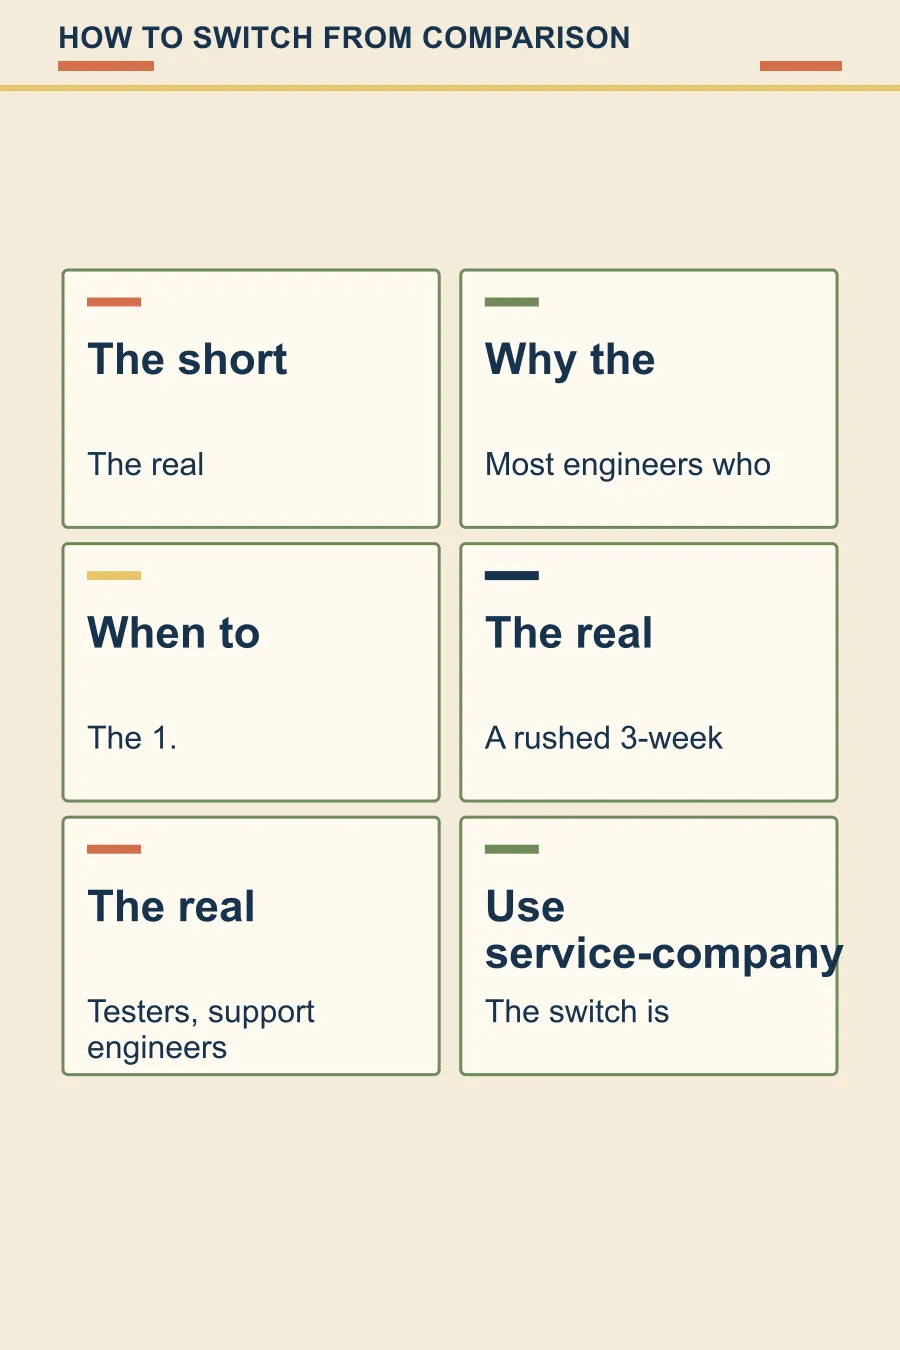 HOW TO SWITCH FROM COMPARISON
The short
The real
Why the
Most engineers who
When to
The 1.
The real
A rushed 3-week
The real
Testers, support
engineers
Use
service-company
The switch is